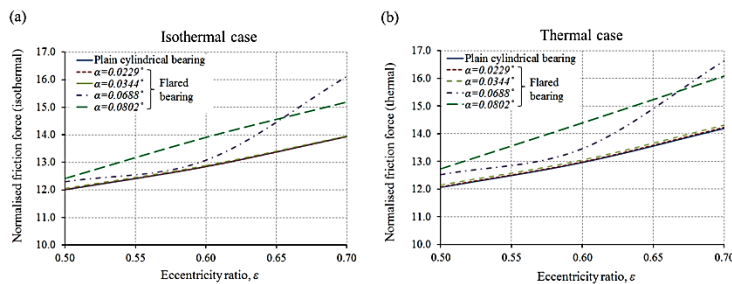 (a)
Isothermal case
Normalised friction force (isothermal)
17.0
16.0
15.0
14.0
13.0
12.0
11.0
10.0
Plain cylindrical bearing
α=0.0229˚
α=0.0344˚
α=0.0688˚
α=0.0802˚
Flared
bearing
0.50
0.55
0.60
0.65
0.70
Eccentricity ratio, ε
(b)
Thermal case
Normalised friction force (thermal)
17.0
16.0
15.0
14.0
13.0
12.0
11.0
10.0
Plain cylindrical bearing
α=0.0229˚
α=0.0344˚
α=0.0688˚
α=0.0802˚
Flared
bearing
0.50
0.55
0.60
0.65
0.70
Eccentricity ratio, ε